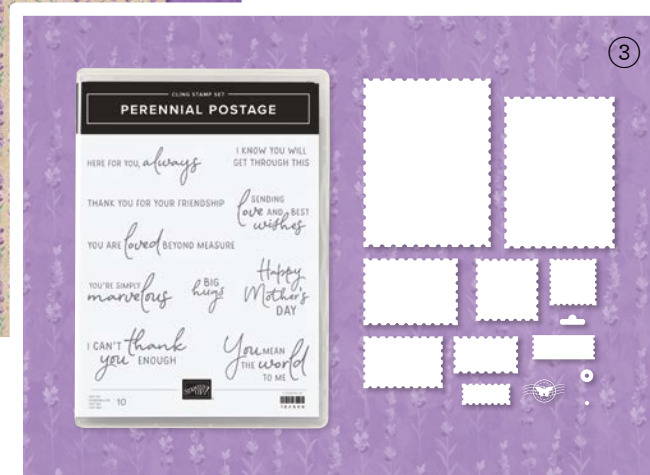 3
CLING STAMP SET
PERENNIAL POSTAGE
HERE FOR YOU, always
I KNOW YOU WILL
GET THROUGH THIS
THANK YOU FOR YOUR FRIENDSHIP
SENDING
love AND BEST
wishes
YOU ARE loved BEYOND MEASURE
YOU'RE SIMPLY
marvelous
BIG
hugs
Happy
Mother's
DAY
I CAN'T thank
you ENOUGH
You MEAN
THE world
TO ME
STAMPIN' UP!
10